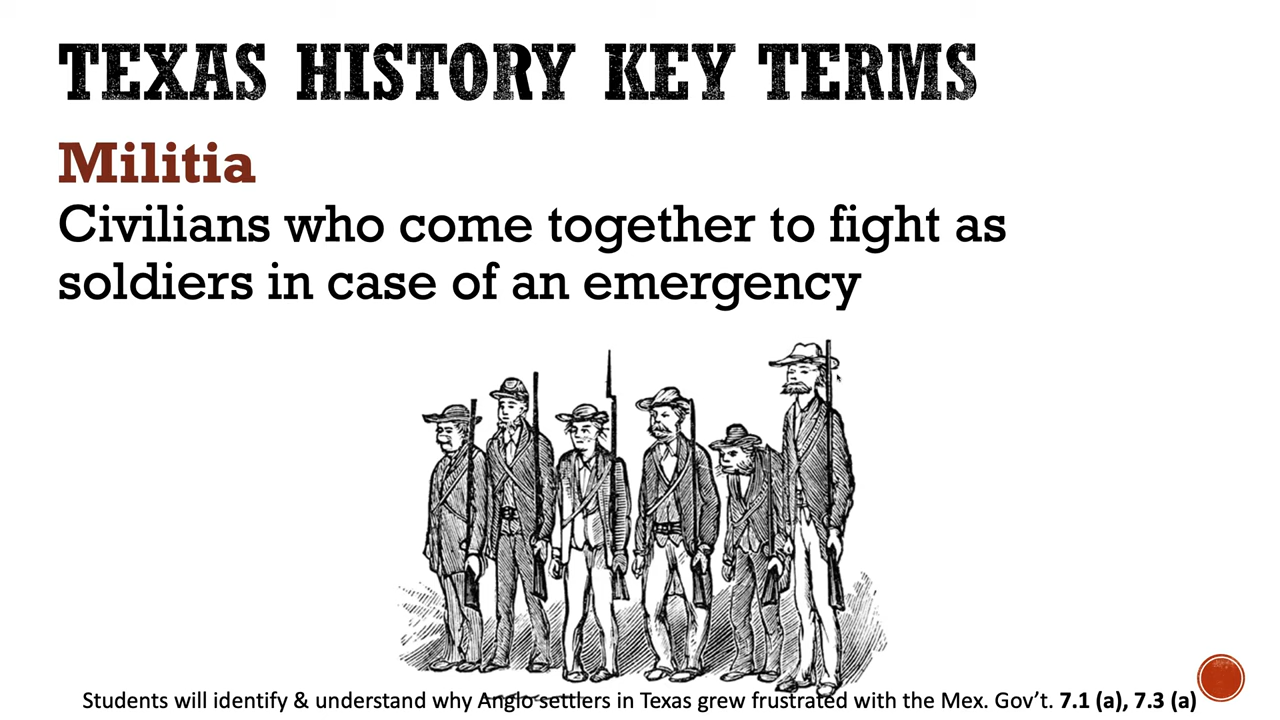 TEXAS HISTORY KEY TERMS
Militia
Civilians who come together to fight as
soldiers in case of an emergency
Students will identify & understand why Anglo settlers in Texas grew frustrated with the Mex. Gov’t. 7.1 (a), 7.3 (a)